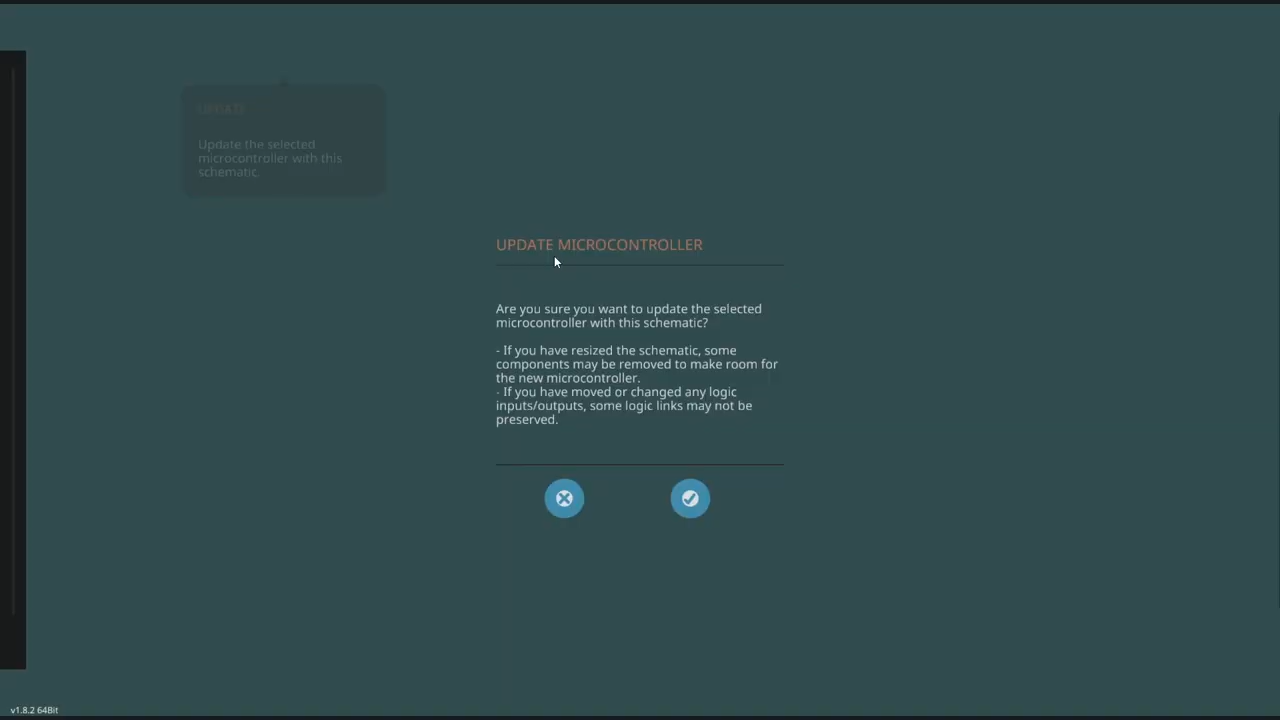 UPDATE
Update the selected
microcontroller with this
schematic.
UPDATE MICROCONTROLLER
Are you sure you want to update the selected
microcontroller with this schematic?
- If you have resized the schematic, some
components may be removed to make room for
the new microcontroller.
- If you have moved or changed any logic
inputs/outputs, some logic links may not be
preserved.
v1.8.2 64Bit